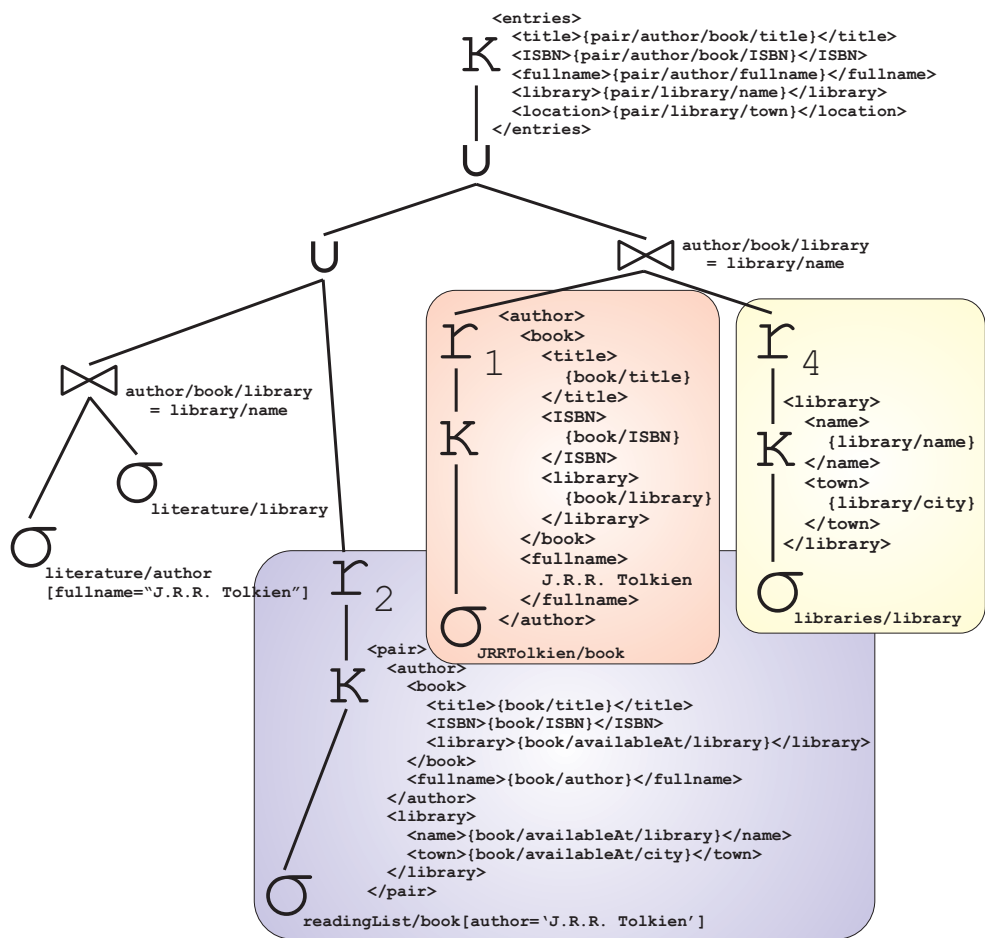 <entries>
<title>{pair/author/book/title}</title>
<ISBN>{pair/author/book/ISBN}</ISBN>
<fullname>{pair/author/fullname}</fullname>
<library>{pair/library/name}</library>
<location>{pair/library/town}</location>
</entries>
κ
∪
∪
⋈
author/book/library
= library/name
⋈
author/book/library
= library/name
σ
literature/library
σ
literature/author
[fullname=“J.R.R. Tolkien”]
r1
κ
<author>
<book>
<title>
{book/title}
</title>
<ISBN>
{book/ISBN}
</ISBN>
<library>
{book/library}
</library>
</book>
<fullname>
J.R.R. Tolkien
</fullname>
</author>
σ
JRRTolkien/book
r4
κ
<library>
<name>
{library/name}
</name>
<town>
{library/city}
</town>
</library>
σ
libraries/library
r2
κ
<pair>
<author>
<book>
<title>{book/title}</title>
<ISBN>{book/ISBN}</ISBN>
<library>{book/availableAt/library}</library>
</book>
<fullname>{book/author}</fullname>
</author>
<library>
<name>{book/availableAt/library}</name>
<town>{book/availableAt/city}</town>
</library>
</pair>
σ
readingList/book[author=‘J.R.R. Tolkien’]